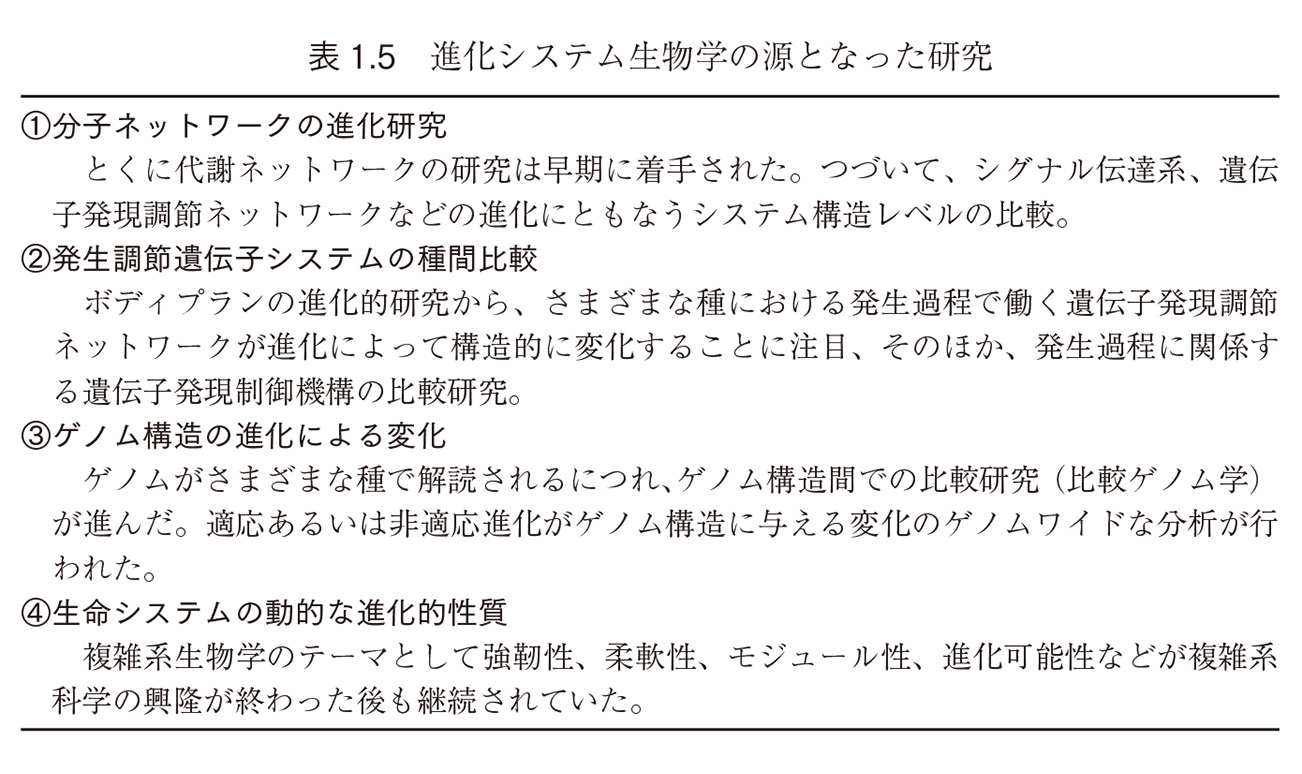 表 1.5　進化システム生物学の源となった研究
①分子ネットワークの進化研究
とくに代謝ネットワークの研究は早期に着手された。つづいて、シグナル伝達系、遺伝
子発現調節ネットワークなどの進化にともなうシステム構造レベルの比較。
②発生調節遺伝子システムの種間比較
ボディプランの進化的研究から、さまざまな種における発生過程で働く遺伝子発現調節
ネットワークが進化によって構造的に変化することに注目、そのほか、発生過程に関係す
る遺伝子発現制御機構の比較研究。
③ゲノム構造の進化による変化
ゲノムがさまざまな種で解読されるにつれ、ゲノム構造間での比較研究（比較ゲノム学）
が進んだ。適応あるいは非適応進化がゲノム構造に与える変化のゲノムワイドな分析が行
われた。
④生命システムの動的な進化的性質
複雑系生物学のテーマとして強靭性、柔軟性、モジュール性、進化可能性などが複雑系
科学の興隆が終わった後も継続されていた。